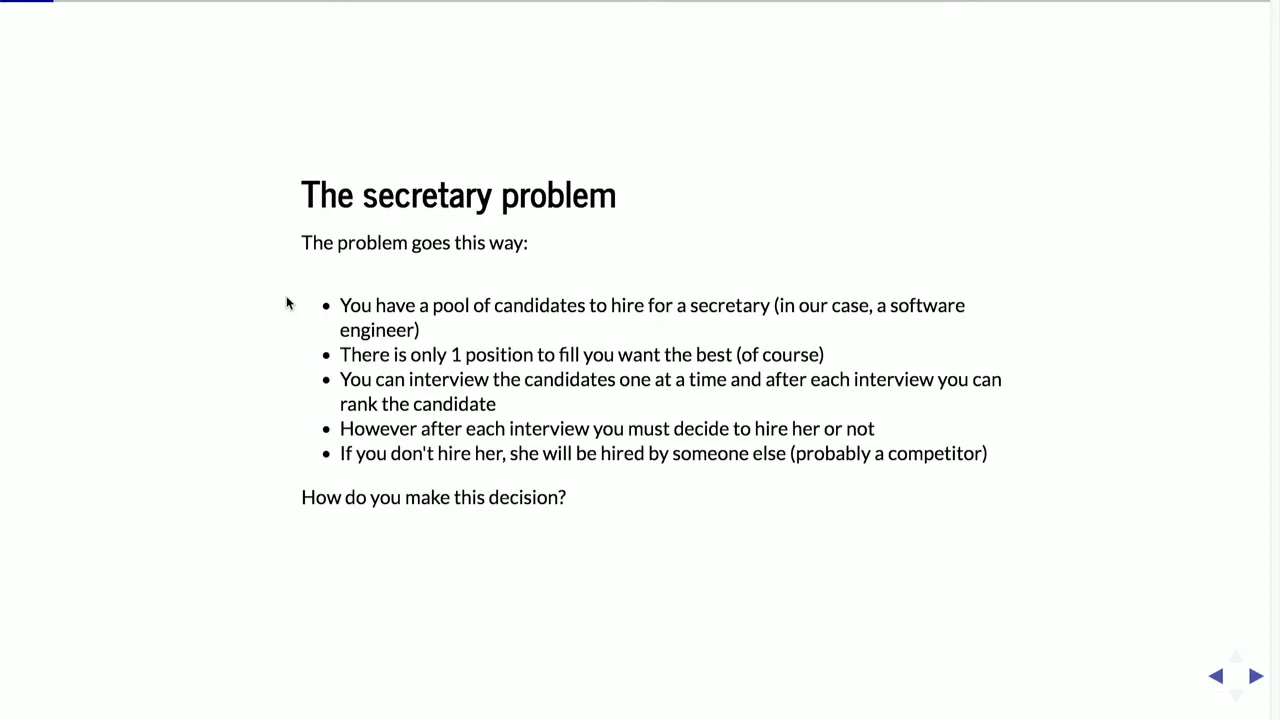 The secretary problem
The problem goes this way:
• You have a pool of candidates to hire for a secretary (in our case, a software
engineer)
• There is only 1 position to fill you want the best (of course)
• You can interview the candidates one at a time and after each interview you can
rank the candidate
• However after each interview you must decide to hire her or not
• If you don't hire her, she will be hired by someone else (probably a competitor)
How do you make this decision?